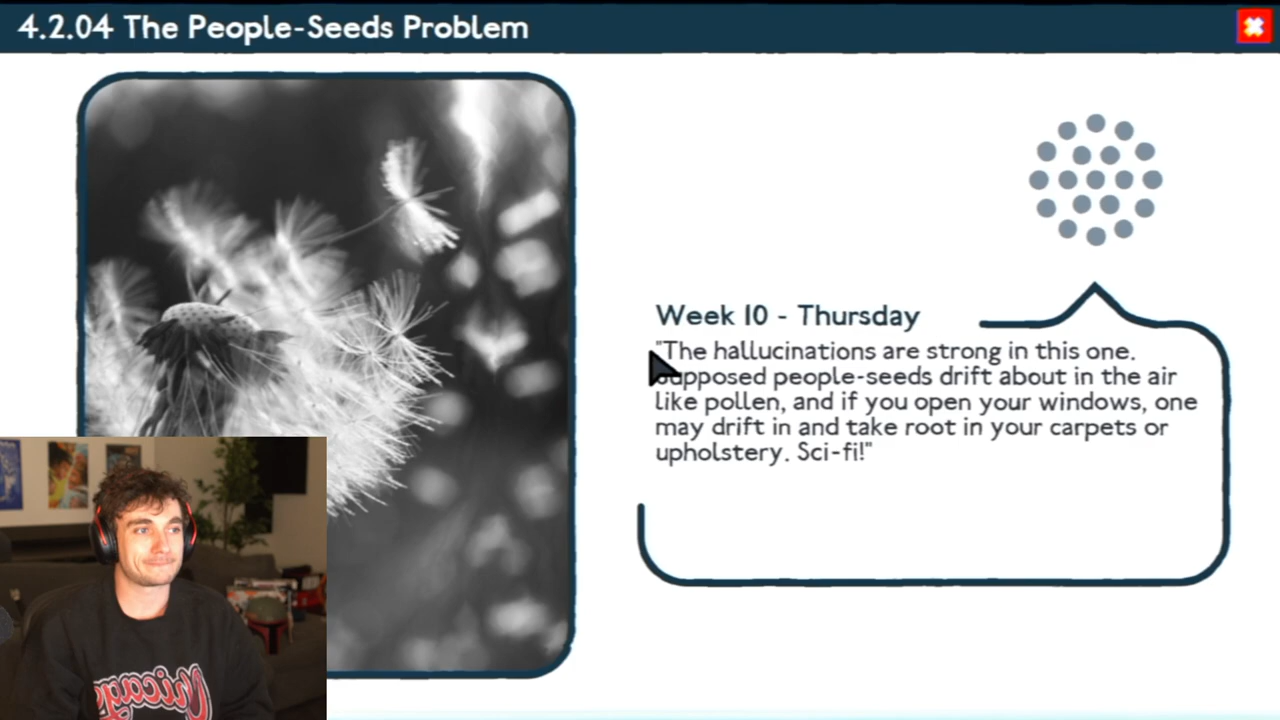 4.2.04 The People-Seeds Problem
Week 10 - Thursday
"The hallucinations are strong in this one.
Supposed people-seeds drift about in the air
like pollen, and if you open your windows, one
may drift in and take root in your carpets or
upholstery. Sci-fi!"
Chicago